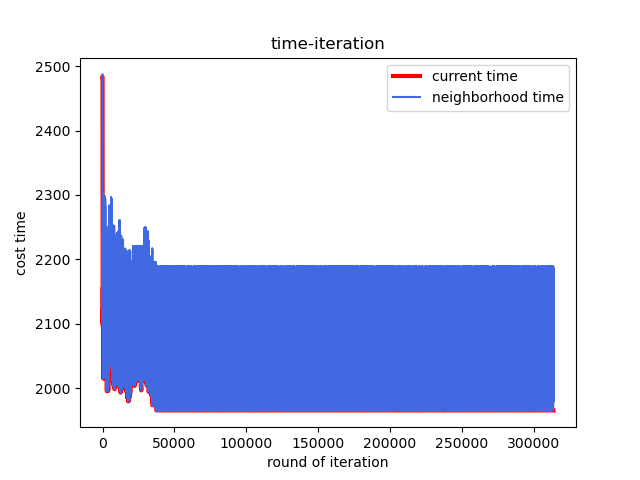 time-iteration
current time
neighborhood time
2500
2400
2300
2200
2100
2000
cost time
0
50000
100000
150000
200000
250000
300000
round of iteration